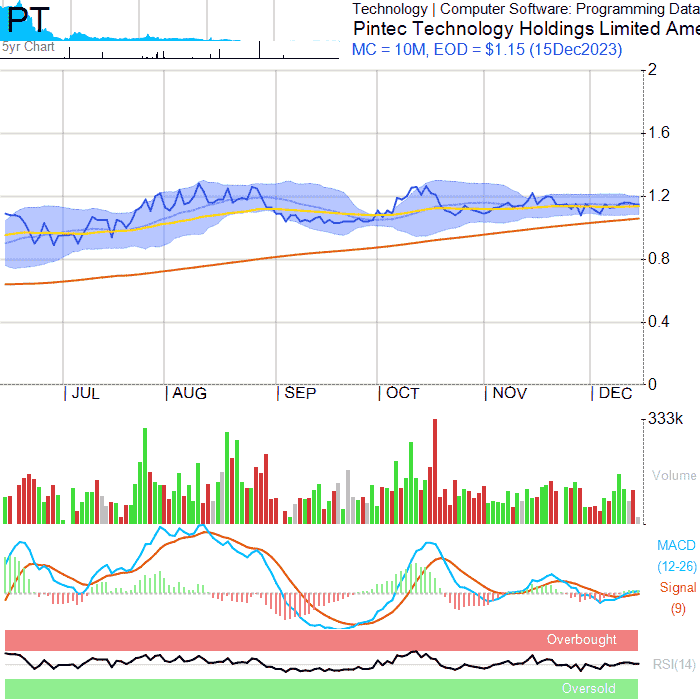 PT
5yr Chart
Technology | Computer Software: Programming Data
Pintec Technology Holdings Limited Ame
MC = 10M, EOD = $1.15 (15Dec2023)
2
1.6
1.2
0.8
0.4
0
JUL
AUG
SEP
OCT
NOV
DEC
333k
Volume
MACD
(12-26)
Signal
(9)
Overbought
RSI(14)
Oversold